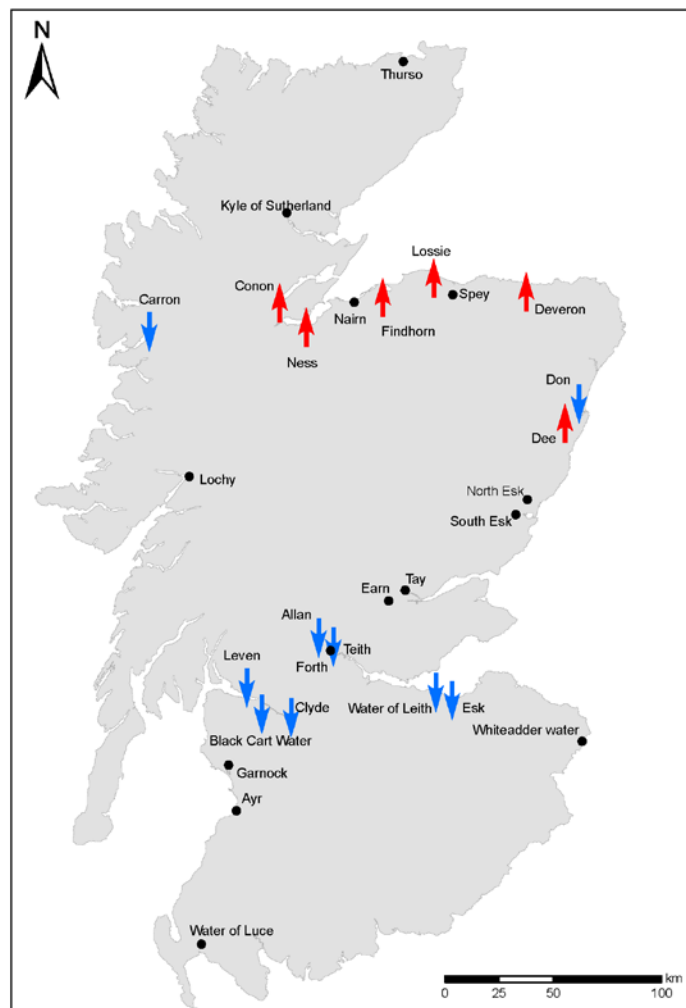 N
Thurso
Kyle of Sutherland
Lossie
Conon
Carron
Spey
Nairn
Deveron
Findhorn
Ness
Don
Dee
Lochy
North Esk
South Esk
Tay
Earn
Allan
Teith
Leven
Forth
Clyde
Water of Leith
Esk
Whiteadder water
Black Cart Water
Garnock
Ayr
Water of Luce
km
0 25 50 100